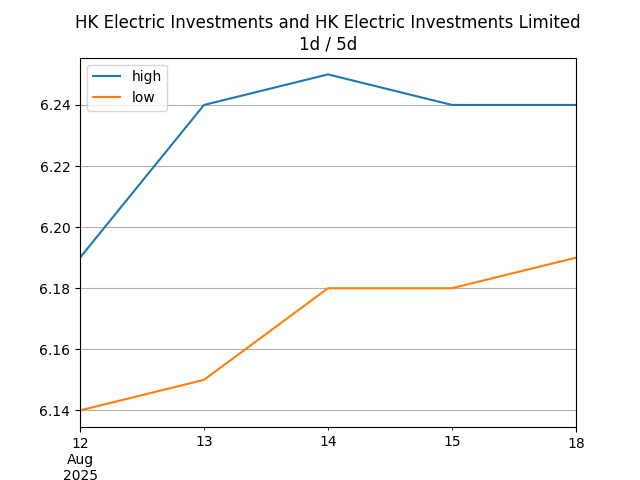 HK Electric Investments and HK Electric Investments Limited
1d / 5d
high
low
6.24
6.22
6.20
6.18
6.16
6.14
12
13
14
15
18
Aug
2025